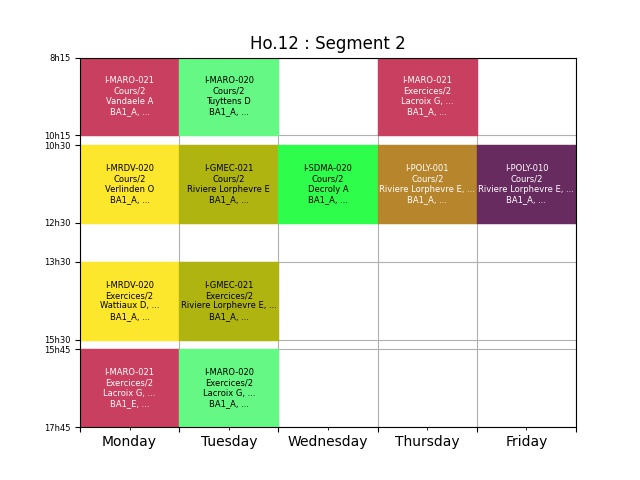 Ho.12 : Segment 2
8h15
I-MARO-021
Cours/2
Vandaele A
BA1_A, ...
I-MARO-020
Cours/2
Tuyttens D
BA1_A, ...
I-MARO-021
Exercices/2
Lacroix G, ...
BA1_A, ...
10h15
10h30
I-MRDV-020
Cours/2
Verlinden O
BA1_A, ...
I-GMEC-021
Cours/2
Riviere Lorphevre E
BA1_A, ...
I-SDMA-020
Cours/2
Decroly A
BA1_A, ...
I-POLY-001
Cours/2
Riviere Lorphevre E, ...
BA1_A, ...
I-POLY-010
Cours/2
Riviere Lorphevre E, ...
BA1_A, ...
12h30
13h30
I-MRDV-020
Exercices/2
Wattiaux D, ...
BA1_A, ...
I-GMEC-021
Exercices/2
Riviere Lorphevre E, ...
BA1_A, ...
15h30
15h45
I-MARO-021
Exercices/2
Lacroix G, ...
BA1_E, ...
I-MARO-020
Exercices/2
Lacroix G, ...
BA1_A, ...
17h45
Monday
Tuesday
Wednesday
Thursday
Friday